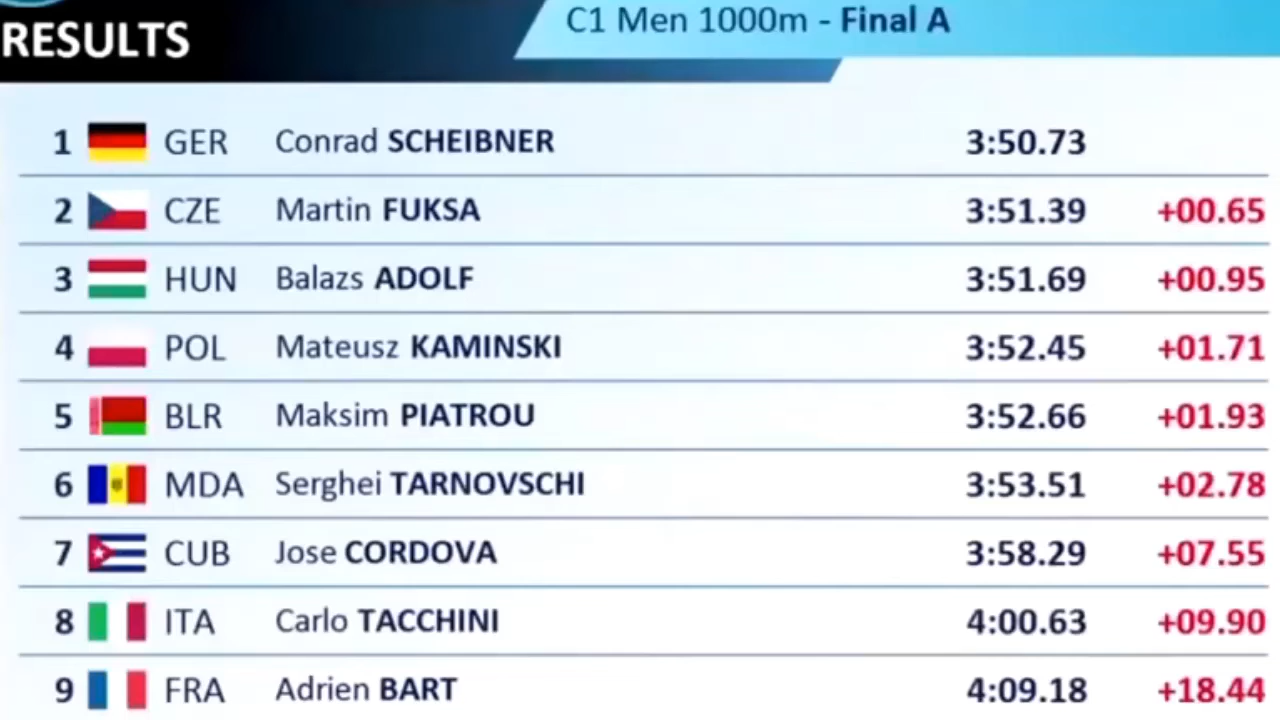 RESULTS
C1 Men 1000m - Final A
1 GER Conrad SCHEIBNER 3:50.73
2 CZE Martin FUKSA 3:51.39 +00.65
3 HUN Balazs ADOLF 3:51.69 +00.95
4 POL Mateusz KAMINSKI 3:52.45 +01.71
5 BLR Maksim PIATROU 3:52.66 +01.93
6 MDA Serghei TARNOVSCHI 3:53.51 +02.78
7 CUB Jose CORDOVA 3:58.29 +07.55
8 ITA Carlo TACCHINI 4:00.63 +09.90
9 FRA Adrien BART 4:09.18 +18.44